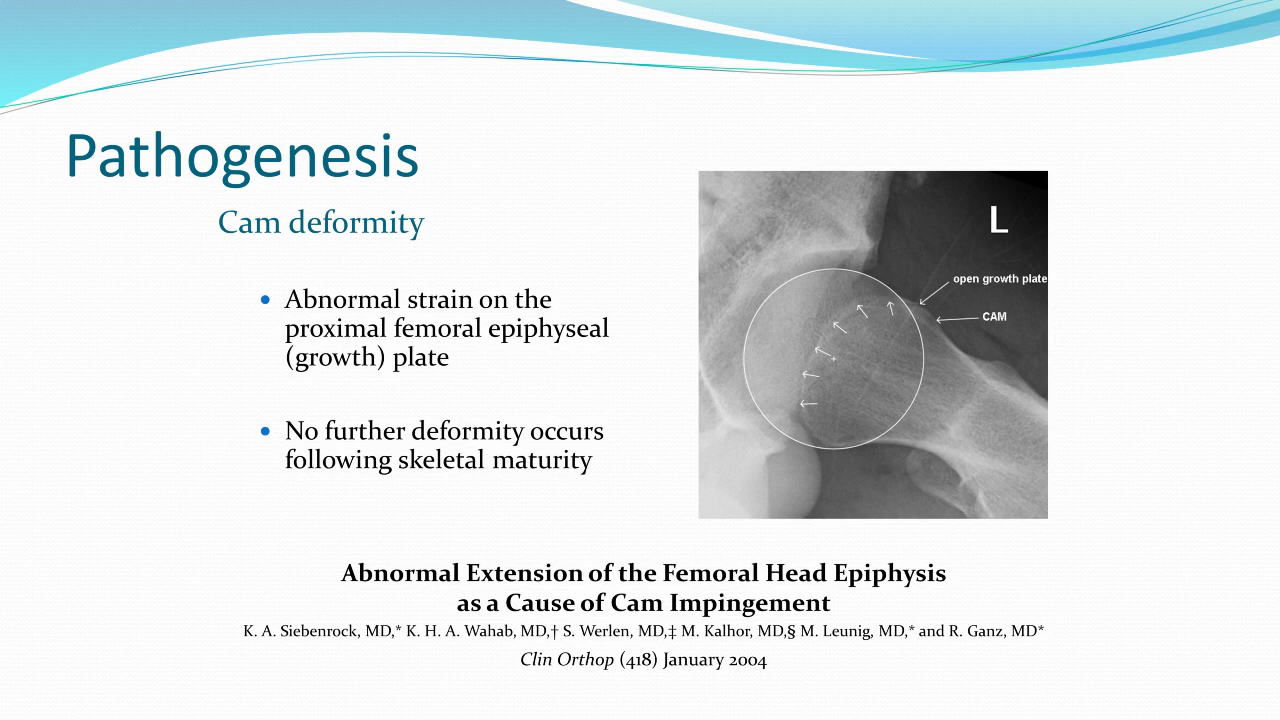 Pathogenesis
Cam deformity
• Abnormal strain on the
proximal femoral epiphyseal
(growth) plate
• No further deformity occurs
following skeletal maturity
L
open growth plate
CAM
Abnormal Extension of the Femoral Head Epiphysis
as a Cause of Cam Impingement
K. A. Siebenrock, MD,* K. H. A. Wahab, MD,† S. Werlen, MD,‡ M. Kalhor, MD,§ M. Leunig, MD,* and R. Ganz, MD*
Clin Orthop (418) January 2004